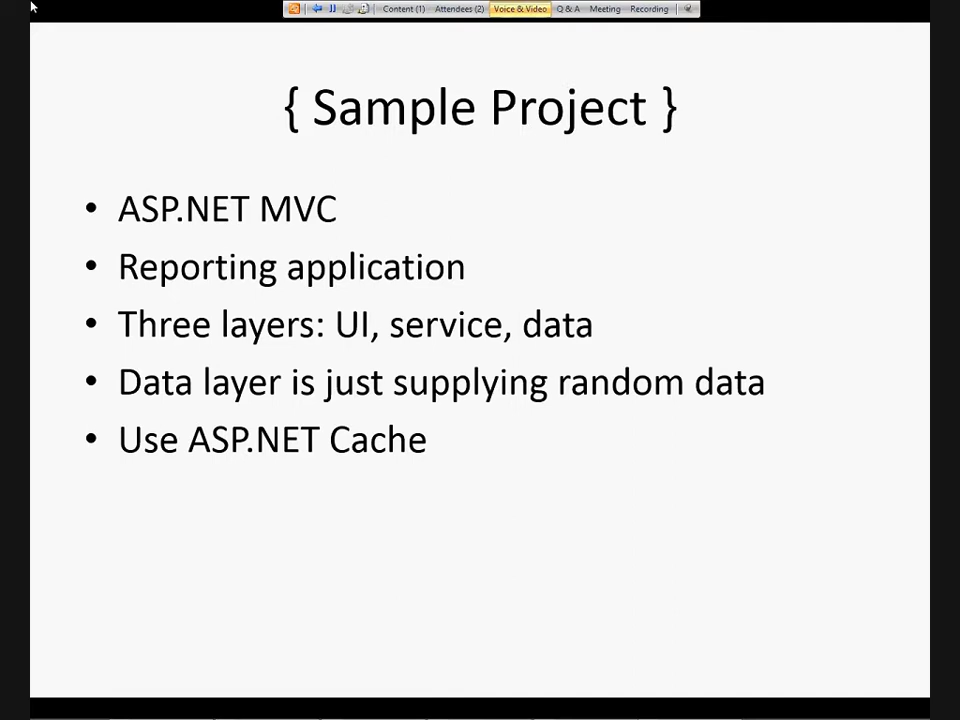 Content (1) Attendees (2) Voice & Video Q & A Meeting Recording
{ Sample Project }
• ASP.NET MVC
• Reporting application
• Three layers: UI, service, data
• Data layer is just supplying random data
• Use ASP.NET Cache